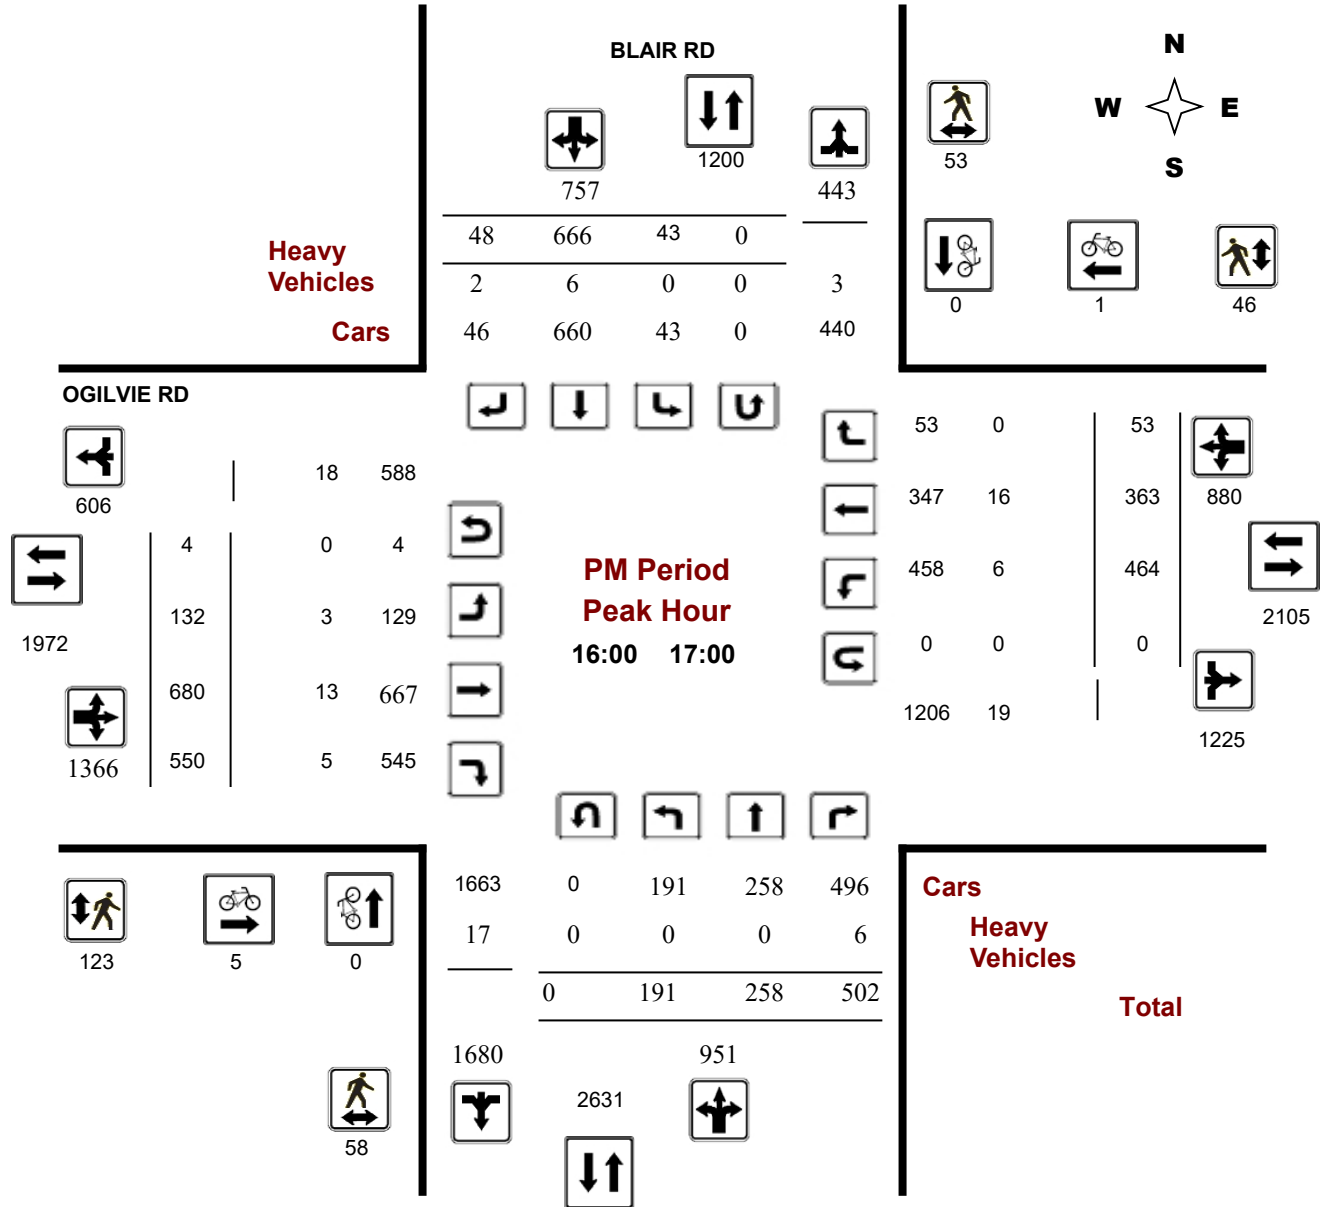 BLAIR RD
N
W E
S
1200
53
757
443
48 666 43 0
Heavy
Vehicles
2 6 0 0 3
0 1 46
Cars
46 660 43 0 440
OGILVIE RD
53 0 53
18 588
606
347 16 363 880
4 0 4
PM Period
458 6 464
132 3 129
Peak Hour
2105
1972
16:00 17:00
0 0 0
680 13 667
1206 19
1225
1366 550 5 545
1663 0 191 258 496
Cars
17 0 0 0 6
Heavy
Vehicles
123 5 0
0 191 258 502
Total
1680 951
2631
58